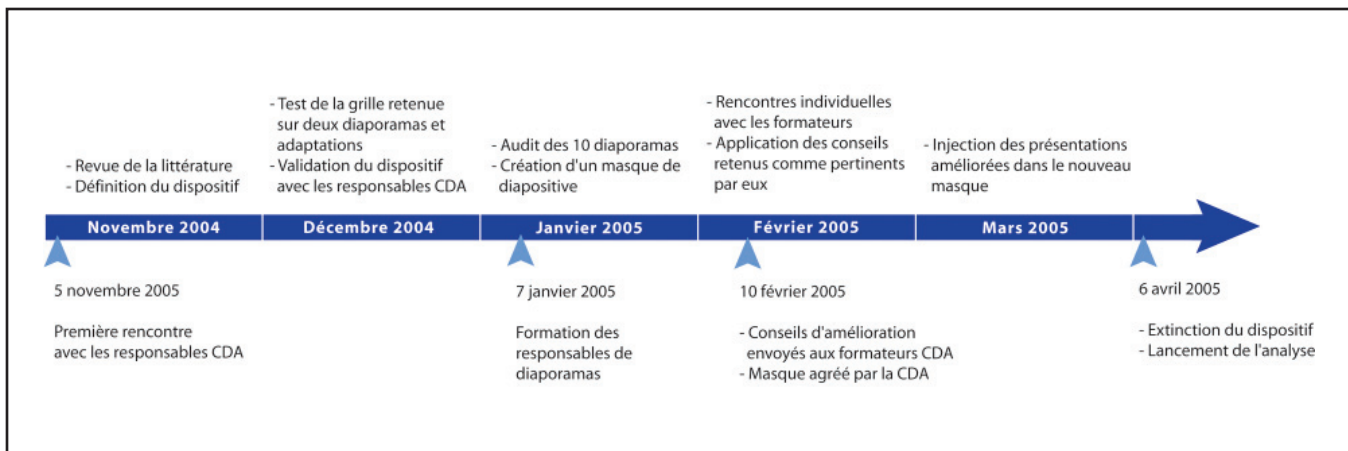 - Revue de la littérature
- Définition du dispositif
- Test de la grille retenue
sur deux diaporamas et
adaptations
- Validation du dispositif
avec les responsables CDA
- Audit des 10 diaporamas
- Création d'un masque de
diapositive
- Rencontres individuelles
avec les formateurs
- Application des conseils
retenus comme pertinents
par eux
- Injection des présentations
améliorées dans le nouveau
masque
Novembre 2004
Décembre 2004
Janvier 2005
Février 2005
Mars 2005
5 novembre 2005
Première rencontre
avec les responsables CDA
7 janvier 2005
Formation des
responsables de
diaporamas
10 février 2005
- Conseils d'amélioration
envoyés aux formateurs CDA
- Masque agréé par la CDA
6 avril 2005
- Extinction du dispositif
- Lancement de l'analyse